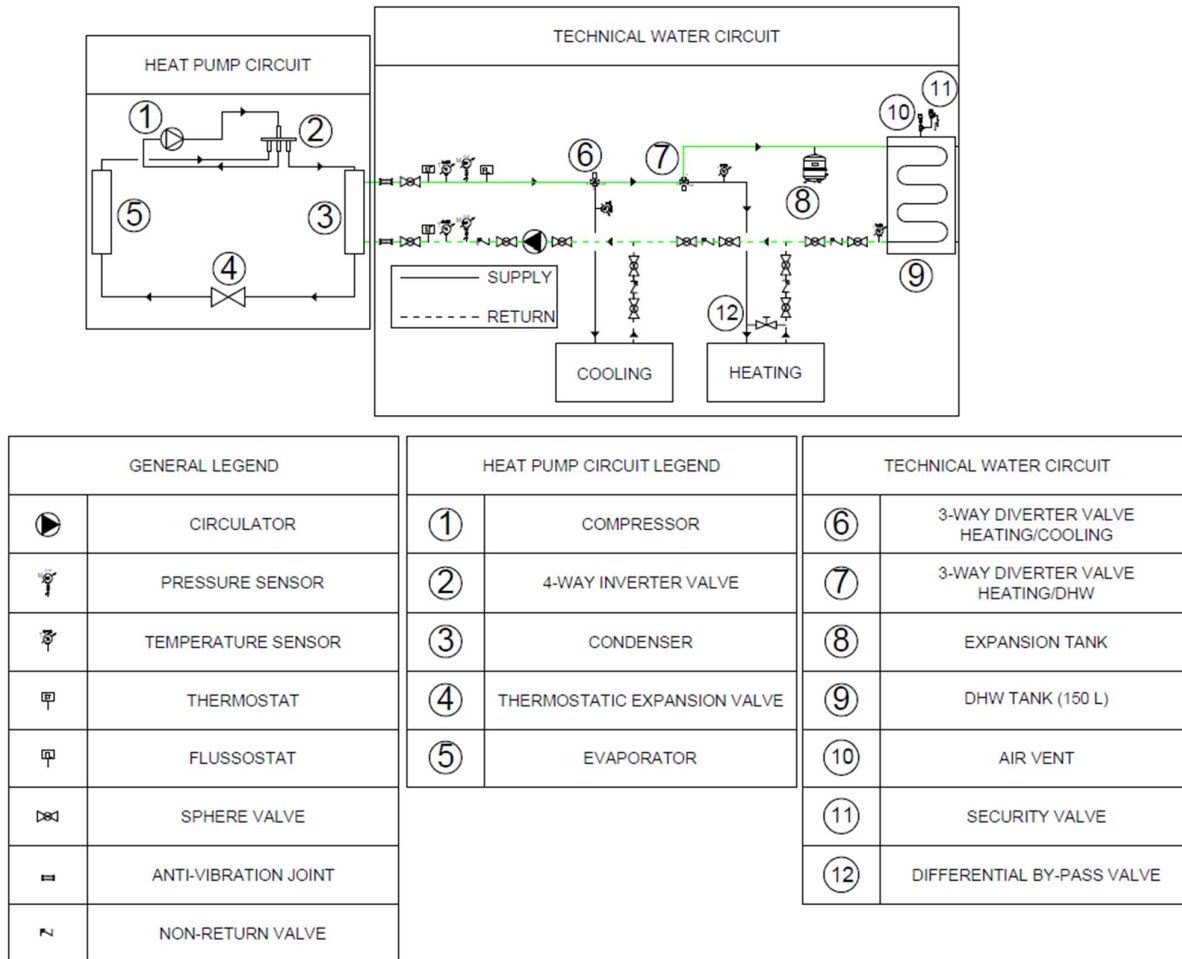 TECHNICAL WATER CIRCUIT
HEAT PUMP CIRCUIT
1
2
3
4
5
6
7
8
9
10
11
12
SUPPLY
RETURN
COOLING
HEATING
GENERAL LEGEND
CIRCULATOR
PRESSURE SENSOR
TEMPERATURE SENSOR
THERMOSTAT
FLUSSOSTAT
SPHERE VALVE
ANTI-VIBRATION JOINT
NON-RETURN VALVE
HEAT PUMP CIRCUIT LEGEND
1 COMPRESSOR
2 4-WAY INVERTER VALVE
3 CONDENSER
4 THERMOSTATIC EXPANSION VALVE
5 EVAPORATOR
TECHNICAL WATER CIRCUIT
6 3-WAY DIVERTER VALVE
HEATING/COOLING
7 3-WAY DIVERTER VALVE
HEATING/DHW
8 EXPANSION TANK
9 DHW TANK (150 L)
10 AIR VENT
11 SECURITY VALVE
12 DIFFERENTIAL BY-PASS VALVE